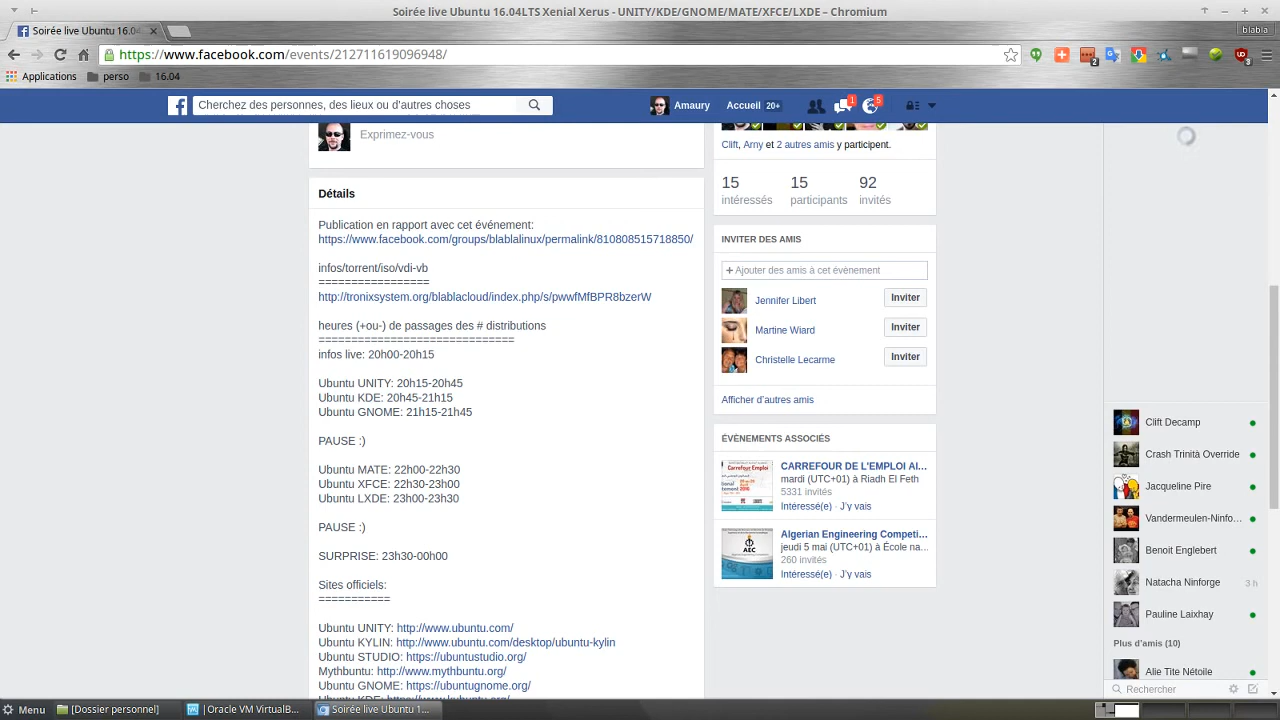 Soirée live Ubuntu 16.04LTS Xenial Xerus - UNITY/KDE/GNOME/MATE/XFCE/LXDE – Chromium
Soirée live Ubuntu 16.04
blabla
https://www.facebook.com/events/212711619096948/
2
3
Applications
perso
16.04
Cherchez des personnes, des lieux ou d'autres choses
Amaury
Accueil 20+
1
5
Exprimez-vous
Clift, Arny et 2 autres amis y participent.
15
intéressés
15
participants
92
invités
Détails
Publication en rapport avec cet événement:
https://www.facebook.com/groups/blablalinux/permalink/810808515718850/
infos/torrent/iso/vdi-vb
=================
http://tronixsystem.org/blablacloud/index.php/s/pwwfMfBPR8bzerW
heures (+ou-) de passages des # distributions
============================
infos live: 20h00-20h15
Ubuntu UNITY: 20h15-20h45
Ubuntu KDE: 20h45-21h15
Ubuntu GNOME: 21h15-21h45
PAUSE :)
Ubuntu MATE: 22h00-22h30
Ubuntu XFCE: 22h30-23h00
Ubuntu LXDE: 23h00-23h30
PAUSE :)
SURPRISE: 23h30-00h00
Sites officiels:
===========
Ubuntu UNITY: http://www.ubuntu.com/
Ubuntu KYLIN: http://www.ubuntu.com/desktop/ubuntu-kylin
Ubuntu STUDIO: https://ubuntustudio.org/
Mythbuntu: http://www.mythbuntu.org/
Ubuntu GNOME: https://ubuntugnome.org/
INVITER DES AMIS
+ Ajouter des amis à cet évènement
Jennifer Libert
Inviter
Martine Wiard
Inviter
Christelle Lecarme
Inviter
Afficher d'autres amis
ÉVÈNEMENTS ASSOCIÉS
CARREFOUR DE L'EMPLOI Al...
mardi (UTC+01) à Riadh El Feth
5331 invités
Intéressé(e) · J'y vais
Algerian Engineering Competi...
jeudi 5 mai (UTC+01) à École na...
260 invités
Intéressé(e) · J'y vais
AEC
Clift Decamp
Crash Trinità Override
Jacqueline Pire
Vandermeulen-Ninfo...
Benoit Englebert
Natacha Ninforge
3 h
Pauline Laixhay
Plus d'amis (10)
Alie Tite Nétoile
Rechercher
Menu
[Dossier personnel]
[Oracle VM VirtualB...
Soirée live Ubuntu 1...